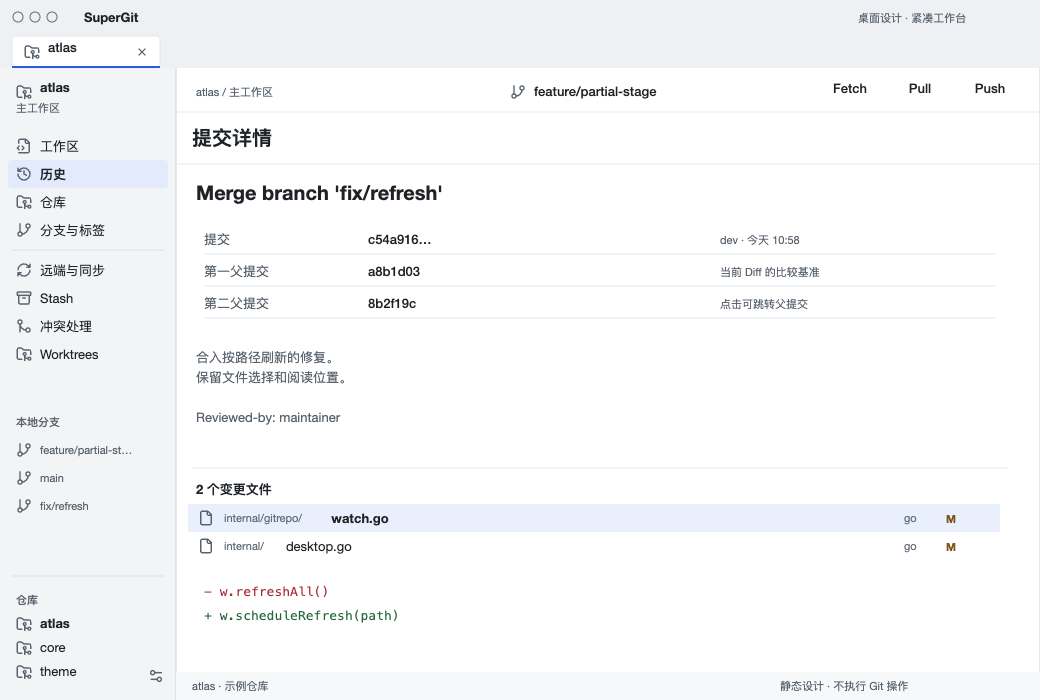 SuperGit
桌面设计 · 紧凑工作台
atlas
atlas
主工作区
工作区
历史
仓库
分支与标签
远端与同步
Stash
冲突处理
Worktrees
本地分支
feature/partial-st…
main
fix/refresh
仓库
atlas
core
theme
atlas / 主工作区
feature/partial-stage
Fetch
Pull
Push
提交详情
Merge branch 'fix/refresh'
提交 c54a916… dev · 今天 10:58
第一父提交 a8b1d03 当前 Diff 的比较基准
第二父提交 8b2f19c 点击可跳转父提交
合入按路径刷新的修复。
保留文件选择和阅读位置。
Reviewed-by: maintainer
2 个变更文件
internal/gitrepo/ watch.go go M
internal/ desktop.go go M
− w.refreshAll()
+ w.scheduleRefresh(path)
atlas · 示例仓库
静态设计 · 不执行 Git 操作